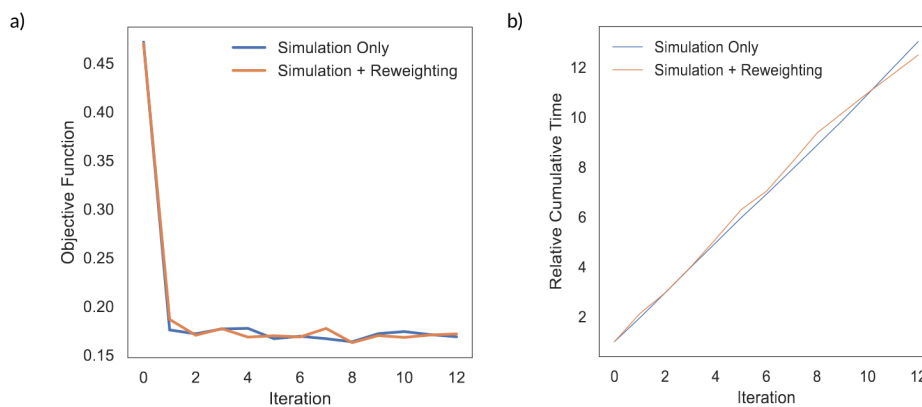 a)
Objective Function
0.45
0.40
0.35
0.30
0.25
0.20
0.15
Simulation Only
Simulation + Reweighting
0 2 4 6 8 10 12
Iteration
b)
Relative Cumulative Time
12
10
8
6
4
2
Simulation Only
Simulation + Reweighting
0 2 4 6 8 10 12
Iteration